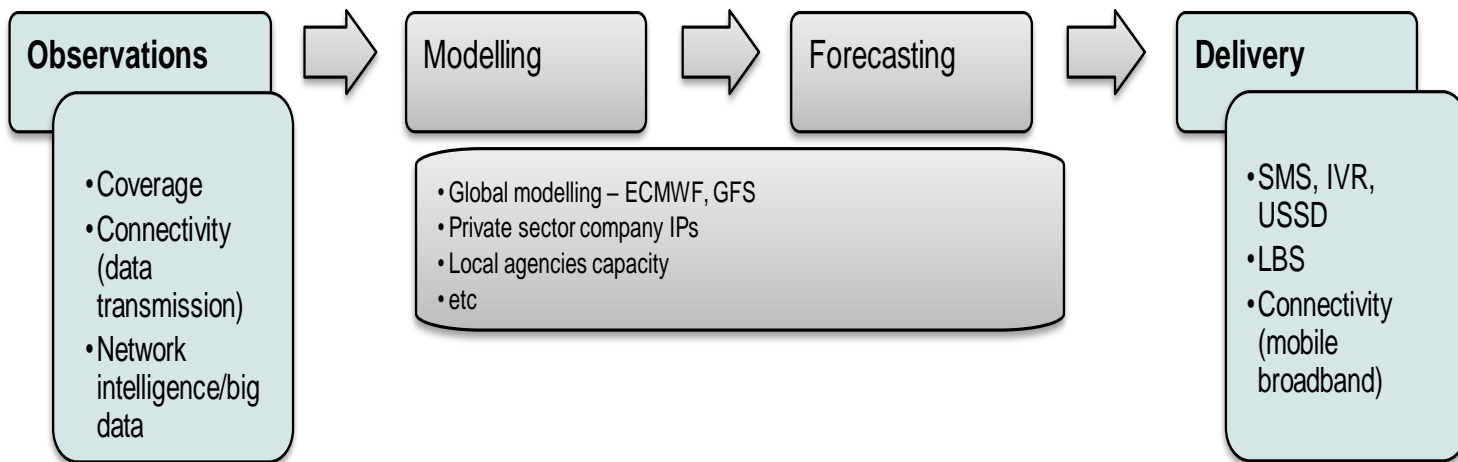 Observations
Modelling
Forecasting
Delivery
•Coverage
•Connectivity
(data
transmission)
•Network
intelligence/big
data
•Global modelling – ECMWF, GFS
•Private sector company IPs
•Local agencies capacity
•etc
•SMS, IVR,
USSD
•LBS
•Connectivity
(mobile
broadband)